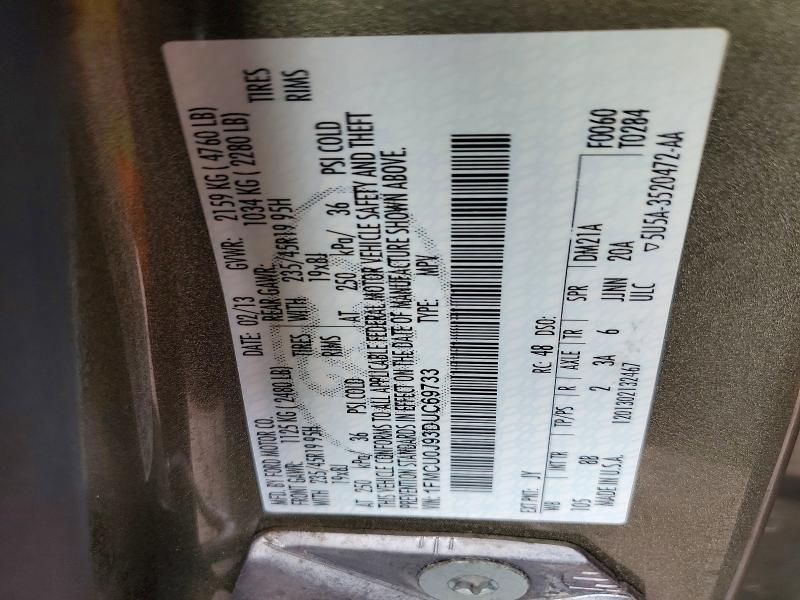 MFD. BY FORD MOTOR CO.
DATE: 02/13 GVWR: 2159 KG ( 4760 LB)
FRONT GAWR: 1125 KG ( 2480 LB) REAR GAWR: 1034 KG ( 2280 LB)
WITH 235/45R19 95H TIRES WITH 235/45R19 95H TIRES
19x8J RIMS 19x8J RIMS
AT 250 kPa/ 36 PSI COLD AT 250 kPa/ 36 PSI COLD
THIS VEHICLE CONFORMS TO ALL APPLICABLE FEDERAL MOTOR VEHICLE SAFETY AND THEFT
PREVENTION STANDARDS IN EFFECT ON THE DATE OF MANUFACTURE SHOWN ABOVE.
VIN: 1FMCU0J93DUC69733 TYPE: MPV
EXT PNT: JY RC: 48 DSO: F0060
WB INT TR TP/PS R AXLE TR SPR DM21A T0284
105 BB 2 3A 6 JJNN 20A
MADE IN U.S.A. 1201302132467 ULC ▽5U5A-3520472-AA